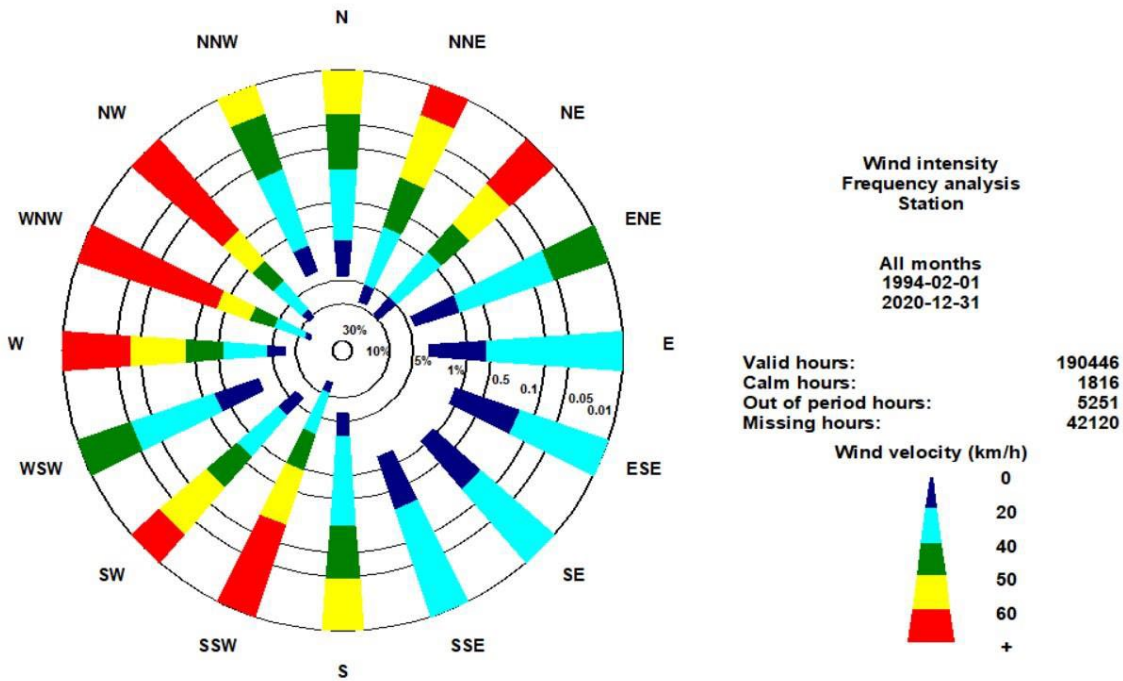 N
NNW
NNE
NW
NE
WNW
ENE
W
E
WSW
ESE
SW
SE
SSW
SSE
S
30%
10%
5%
1%
0.5
0.1
0.05
0.01
Wind intensity
Frequency analysis
Station
All months
1994-02-01
2020-12-31
Valid hours: 190446
Calm hours: 1816
Out of period hours: 5251
Missing hours: 42120
Wind velocity (km/h)
0
20
40
50
60
+